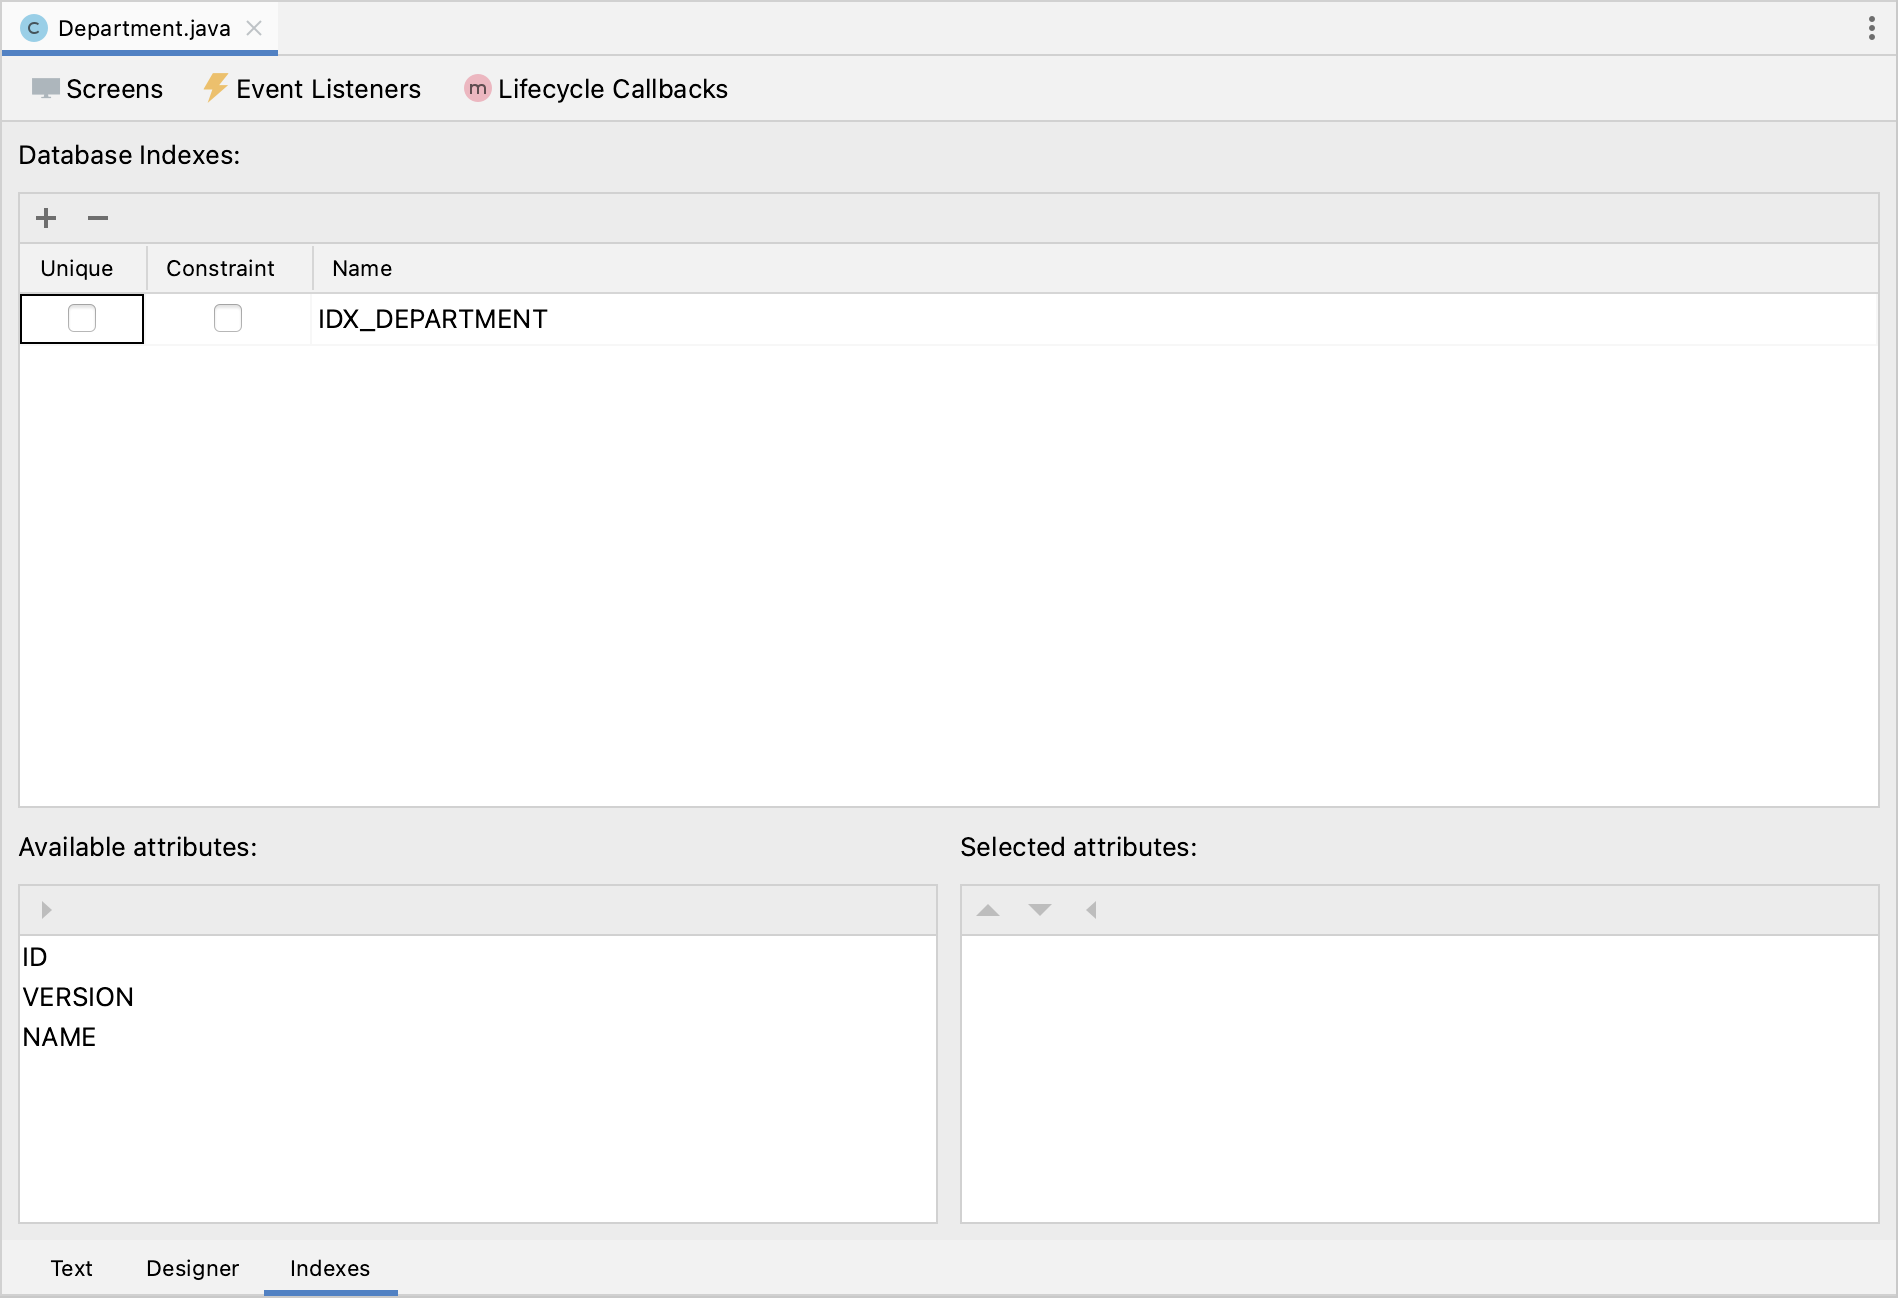 C Department.java
Screens Event Listeners m Lifecycle Callbacks
Database Indexes:
Unique Constraint Name
IDX_DEPARTMENT
Available attributes: Selected attributes:
ID
VERSION
NAME
Text Designer Indexes